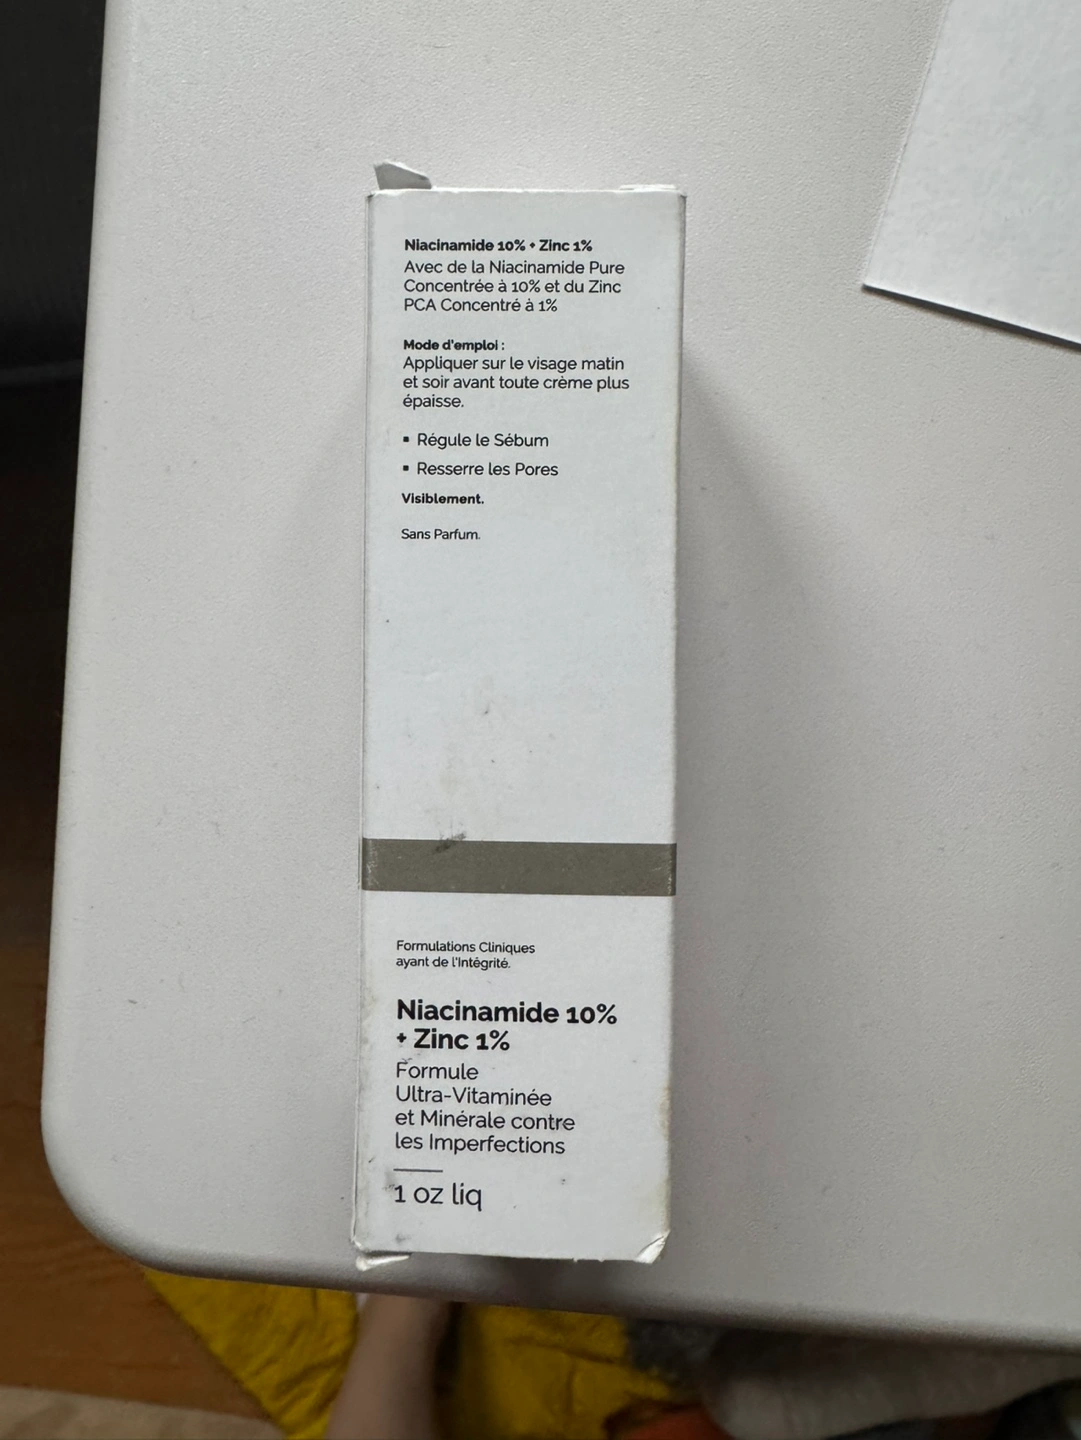 Niacinamide 10% + Zinc 1%
Avec de la Niacinamide Pure
Concentrée à 10% et du Zinc
PCA Concentré à 1%
Mode d'emploi :
Appliquer sur le visage matin
et soir avant toute crème plus
épaisse.
▪ Régule le Sébum
▪ Resserre les Pores
Visiblement.
Sans Parfum.
Formulations Cliniques
ayant de l'Intégrité.
Niacinamide 10%
+ Zinc 1%
Formule
Ultra-Vitaminée
et Minérale contre
les Imperfections
1 oz liq